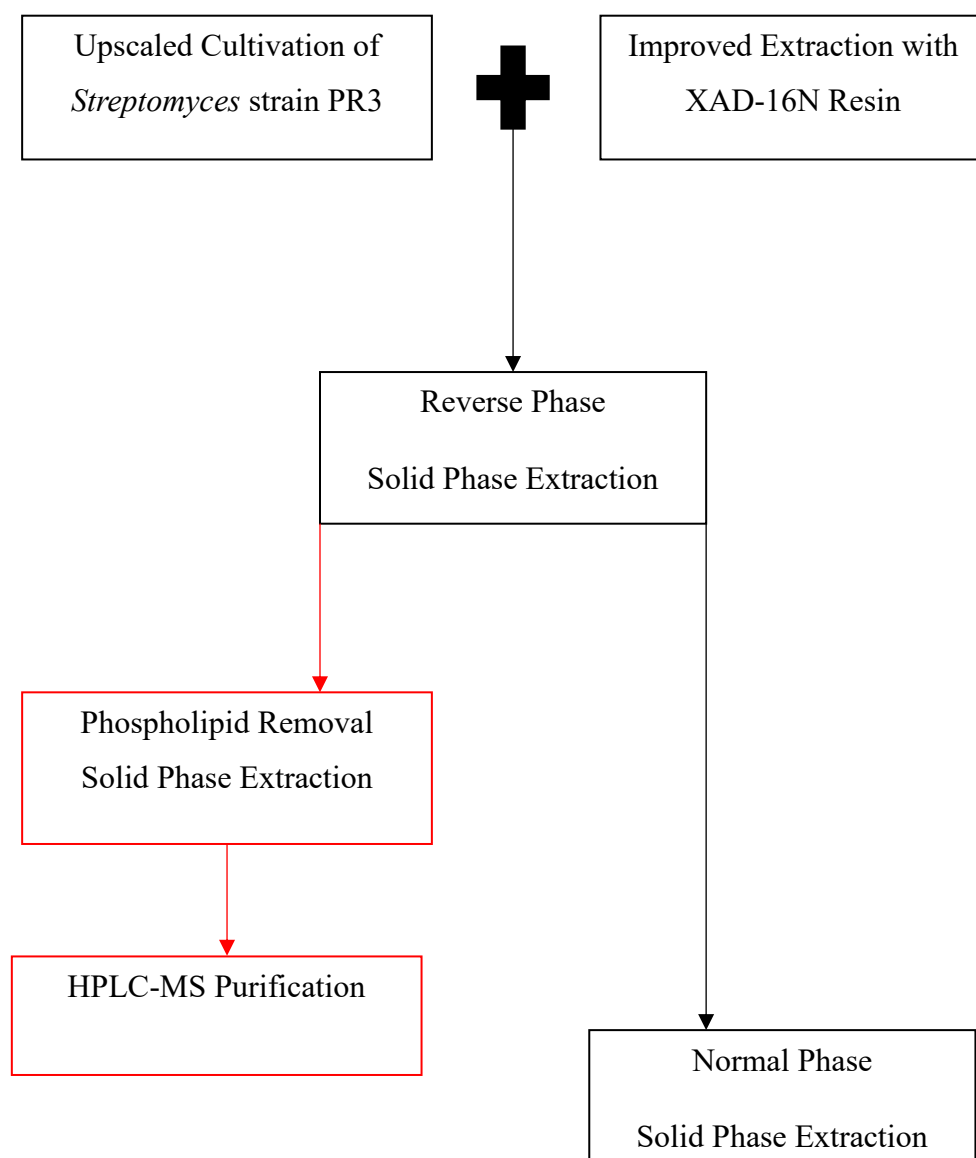 Upscaled Cultivation of
Streptomyces strain PR3
Improved Extraction with
XAD-16N Resin
Reverse Phase
Solid Phase Extraction
Phospholipid Removal
Solid Phase Extraction
HPLC-MS Purification
Normal Phase
Solid Phase Extraction